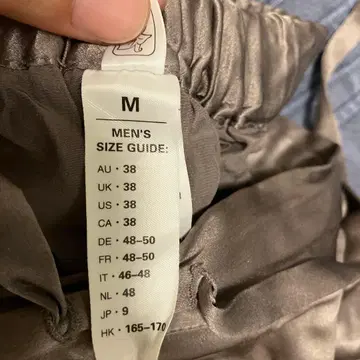 M
MEN'S
SIZE GUIDE:
AU • 38
UK • 38
US • 38
CA • 38
DE • 48-50
FR • 48-50
IT • 46-48
NL • 48
JP • 9
HK • 165-170